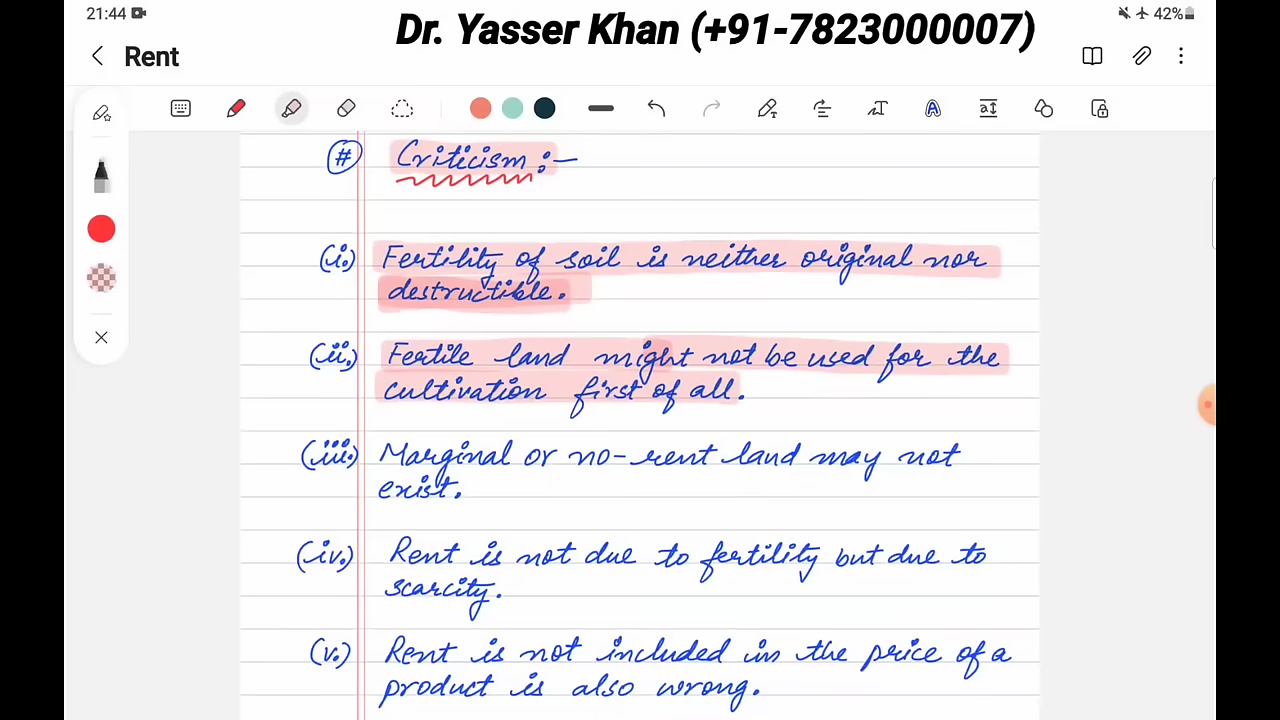 21:44
42%
Dr. Yasser Khan (+91-7823000007)
Rent
# Criticism :-
(i.) Fertility of soil is neither original nor
destructible.
(ii.) Fertile land might not be used for the
cultivation first of all.
(iii.) Marginal or no-rent land may not
exist.
(iv.) Rent is not due to fertility but due to
scarcity.
(v.) Rent is not included in the price of a
product is also wrong.